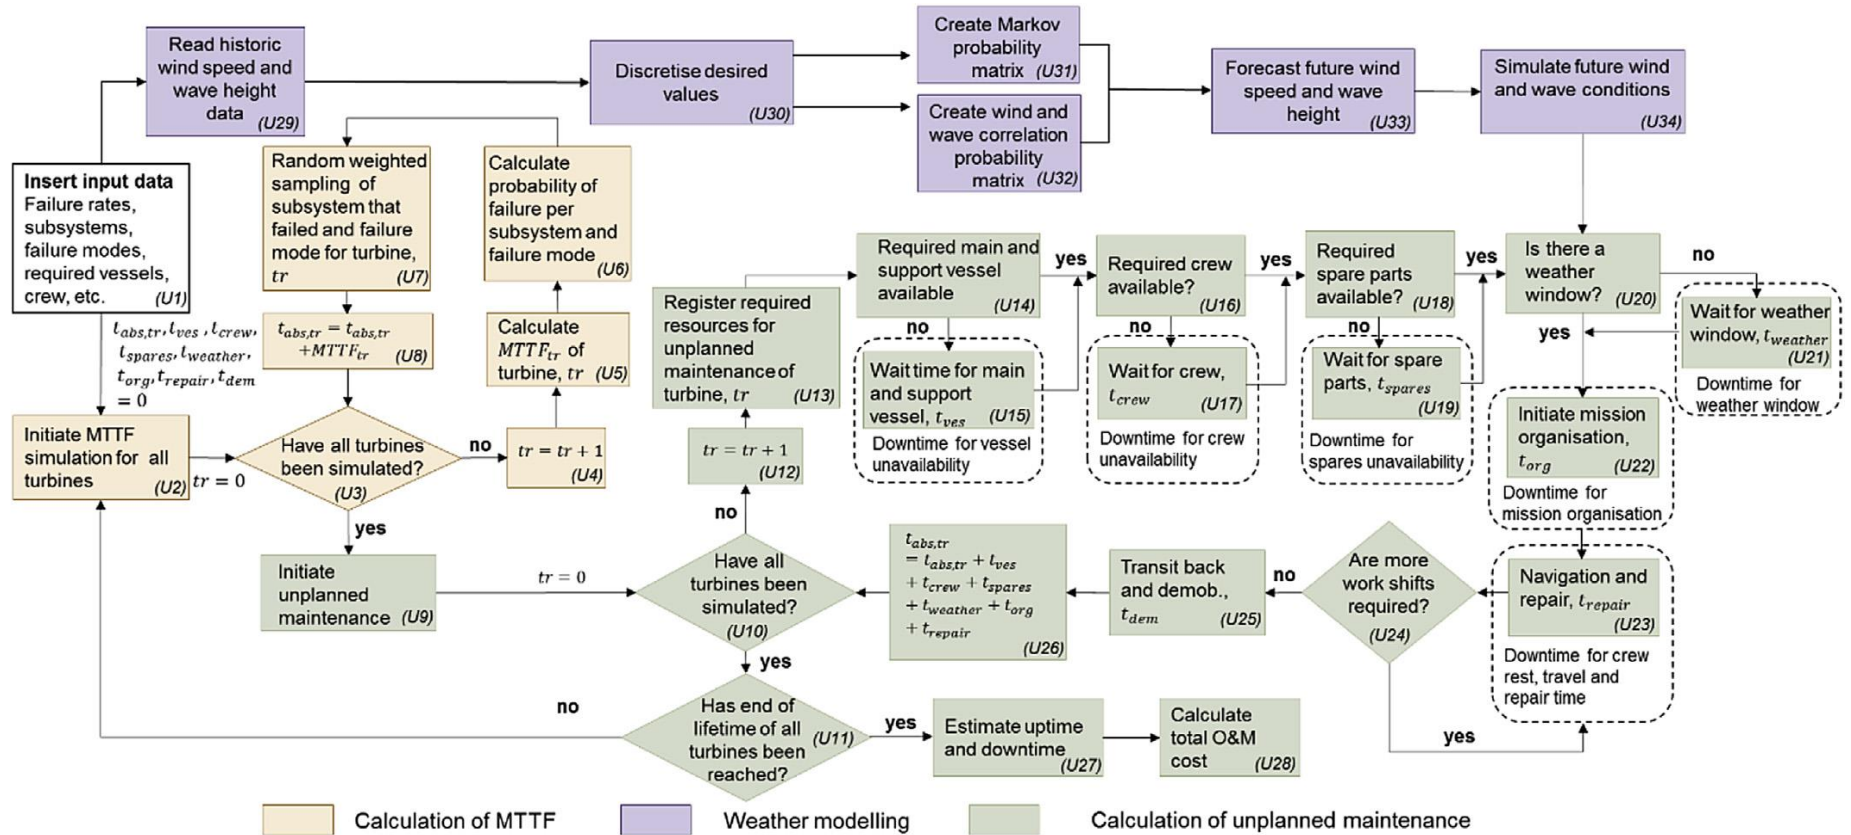 Read historic
wind speed and
wave height
data
(U29)
Discretise desired
values
(U30)
Create Markov
probability
matrix (U31)
Create wind and
wave correlation
probability
matrix (U32)
Forecast future wind
speed and wave
height
(U33)
Simulate future wind
and wave conditions
(U34)
Insert input data
Failure rates,
subsystems,
failure modes,
required vessels,
crew, etc.
(U1)
t_abs,tr, t_ves, t_crew,
t_spares, t_weather,
t_org, t_repair, t_dem
= 0
Initiate MTTF
simulation for all
turbines
(U2)
tr = 0
Random weighted
sampling of
subsystem that
failed and failure
mode for turbine,
tr
(U7)
t_abs,tr = t_abs,tr
+MTTF_tr
(U8)
Have all turbines
been simulated?
(U3)
no
yes
tr = tr + 1
(U4)
Calculate
MTTF_tr of
turbine, tr (U5)
Calculate
probability of
failure per
subsystem and
failure mode
(U6)
Initiate
unplanned
maintenance (U9)
tr = 0
Have all
turbines been
simulated?
(U10)
no
yes
Has end of
lifetime of all
turbines been
reached?
(U11)
no
yes
tr = tr + 1
(U12)
Register required
resources for
unplanned
maintenance of
turbine, tr (U13)
Required main and
support vessel
available
(U14)
yes
no
Wait time for main
and support
vessel, t_ves (U15)
Downtime for vessel
unavailability
Required crew
available?
(U16)
yes
no
Wait for crew,
t_crew
(U17)
Downtime for crew
unavailability
Required
spare parts
available?
(U18)
yes
no
Wait for spare
parts, t_spares
(U19)
Downtime for
spares unavailability
Is there a
weather
window? (U20)
no
yes
Wait for weather
window, t_weather
(U21)
Downtime for
weather window
Initiate mission
organisation,
t_org
(U22)
Downtime for
mission organisation
Navigation and
repair, t_repair
(U23)
Downtime for crew
rest, travel and
repair time
Are more
work shifts
required?
(U24)
no
yes
Transit back
and demob.,
t_dem
(U25)
t_abs,tr
= t_abs,tr + t_ves
+ t_crew + t_spares
+ t_weather + t_org
+ t_repair
(U26)
Estimate uptime
and downtime
(U27)
Calculate
total O&M
cost
(U28)
Calculation of MTTF
Weather modelling
Calculation of unplanned maintenance